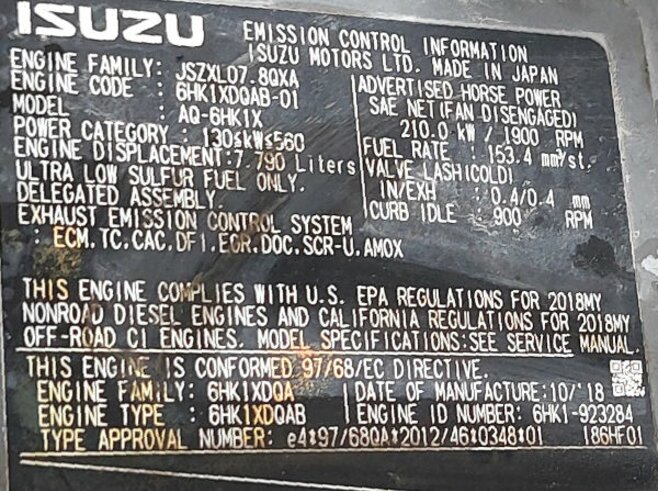 ISUZU
EMISSION CONTROL INFORMATION
ISUZU MOTORS LTD. MADE IN JAPAN
ENGINE FAMILY: JSZXL07.8QXA
ENGINE CODE : 6HK1XDQAB-01
MODEL : AQ-6HK1X
POWER CATEGORY : 130≤kW≤560
ENGINE DISPLACEMENT:7.790 Liters
ULTRA LOW SULFUR FUEL ONLY.
DELEGATED ASSEMBLY.
EXHAUST EMISSION CONTROL SYSTEM
: ECM,TC,CAC,DFI,EGR,DOC,SCR-U,AMOX
ADVERTISED HORSE POWER
SAE NET(FAN DISENGAGED)
210.0 kW / 1900 RPM
FUEL RATE : 153.4 mm³/st.
VALVE LASH(COLD)
IN/EXH : 0.4/0.4 mm
CURB IDLE : 900 RPM
THIS ENGINE COMPLIES WITH U.S. EPA REGULATIONS FOR 2018MY
NONROAD DIESEL ENGINES AND CALIFORNIA REGULATIONS FOR 2018MY
OFF-ROAD CI ENGINES. MODEL SPECIFICATIONS:SEE SERVICE MANUAL.
THIS ENGINE IS CONFORMED 97/68/EC DIRECTIVE.
ENGINE FAMILY: 6HK1XDQA
ENGINE TYPE : 6HK1XDQAB
DATE OF MANUFACTURE:10/'18
ENGINE ID NUMBER: 6HK1-923284
TYPE APPROVAL NUMBER: e4*97/68QA*2012/46*0348*01
186HF01